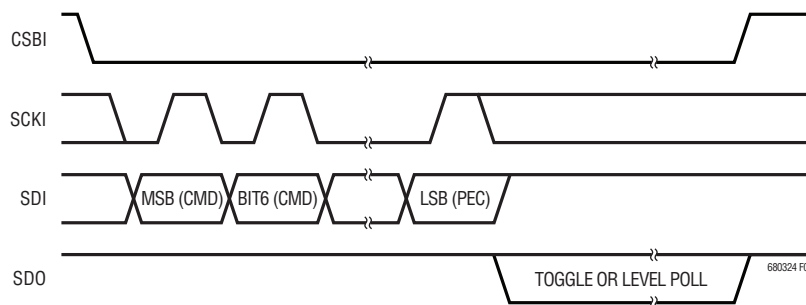 CSBI
SCKI
SDI
MSB (CMD) BIT6 (CMD) LSB (PEC)
SDO
TOGGLE OR LEVEL POLL